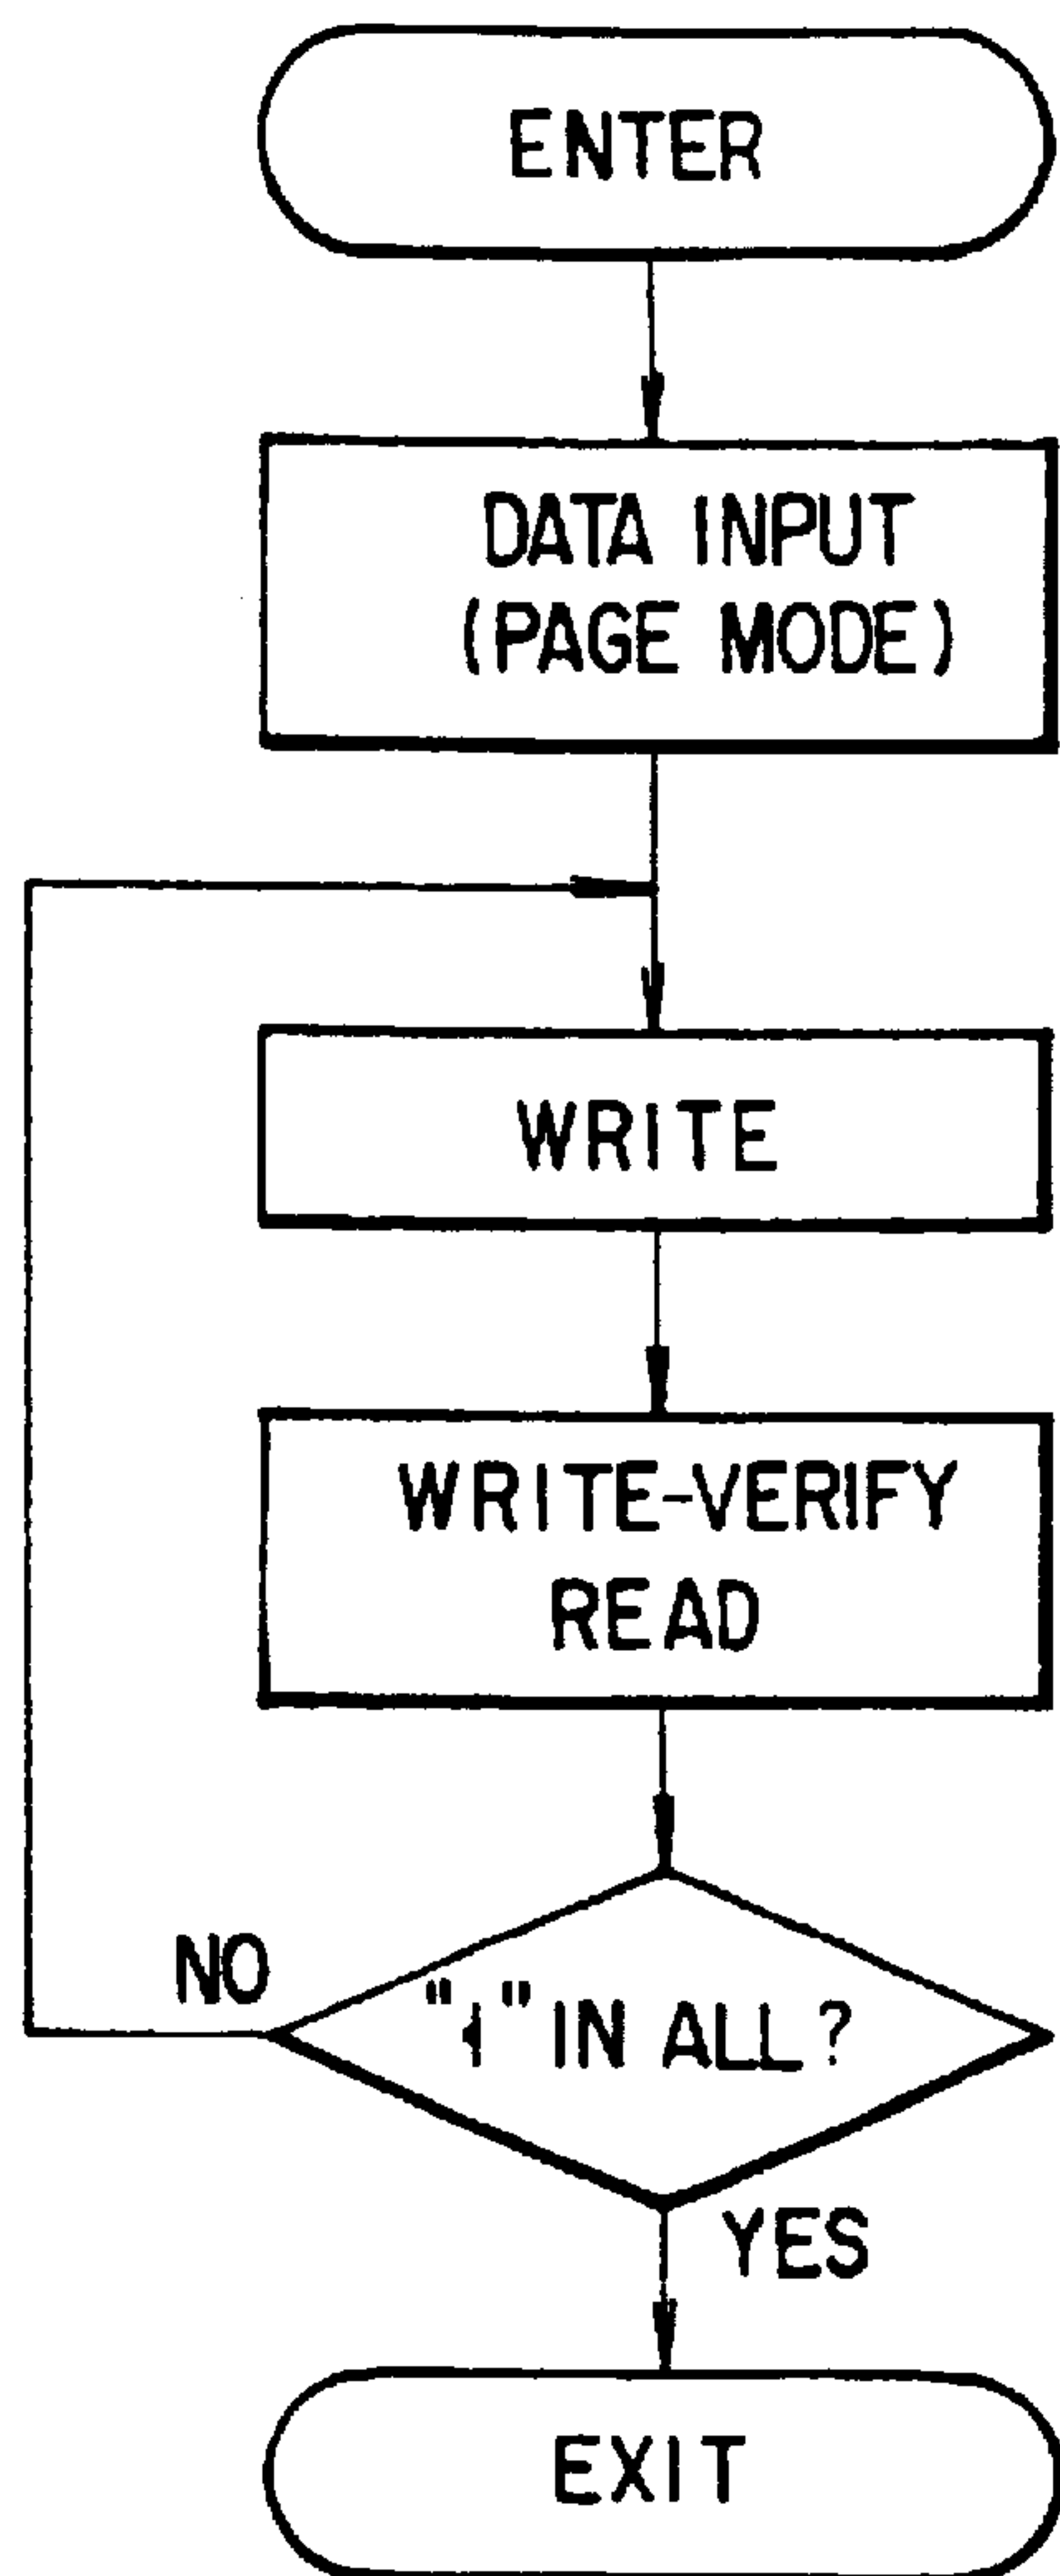 ENTER
DATA INPUT
(PAGE MODE)
WRITE
WRITE-VERIFY
READ
NO
"1" IN ALL?
YES
EXIT